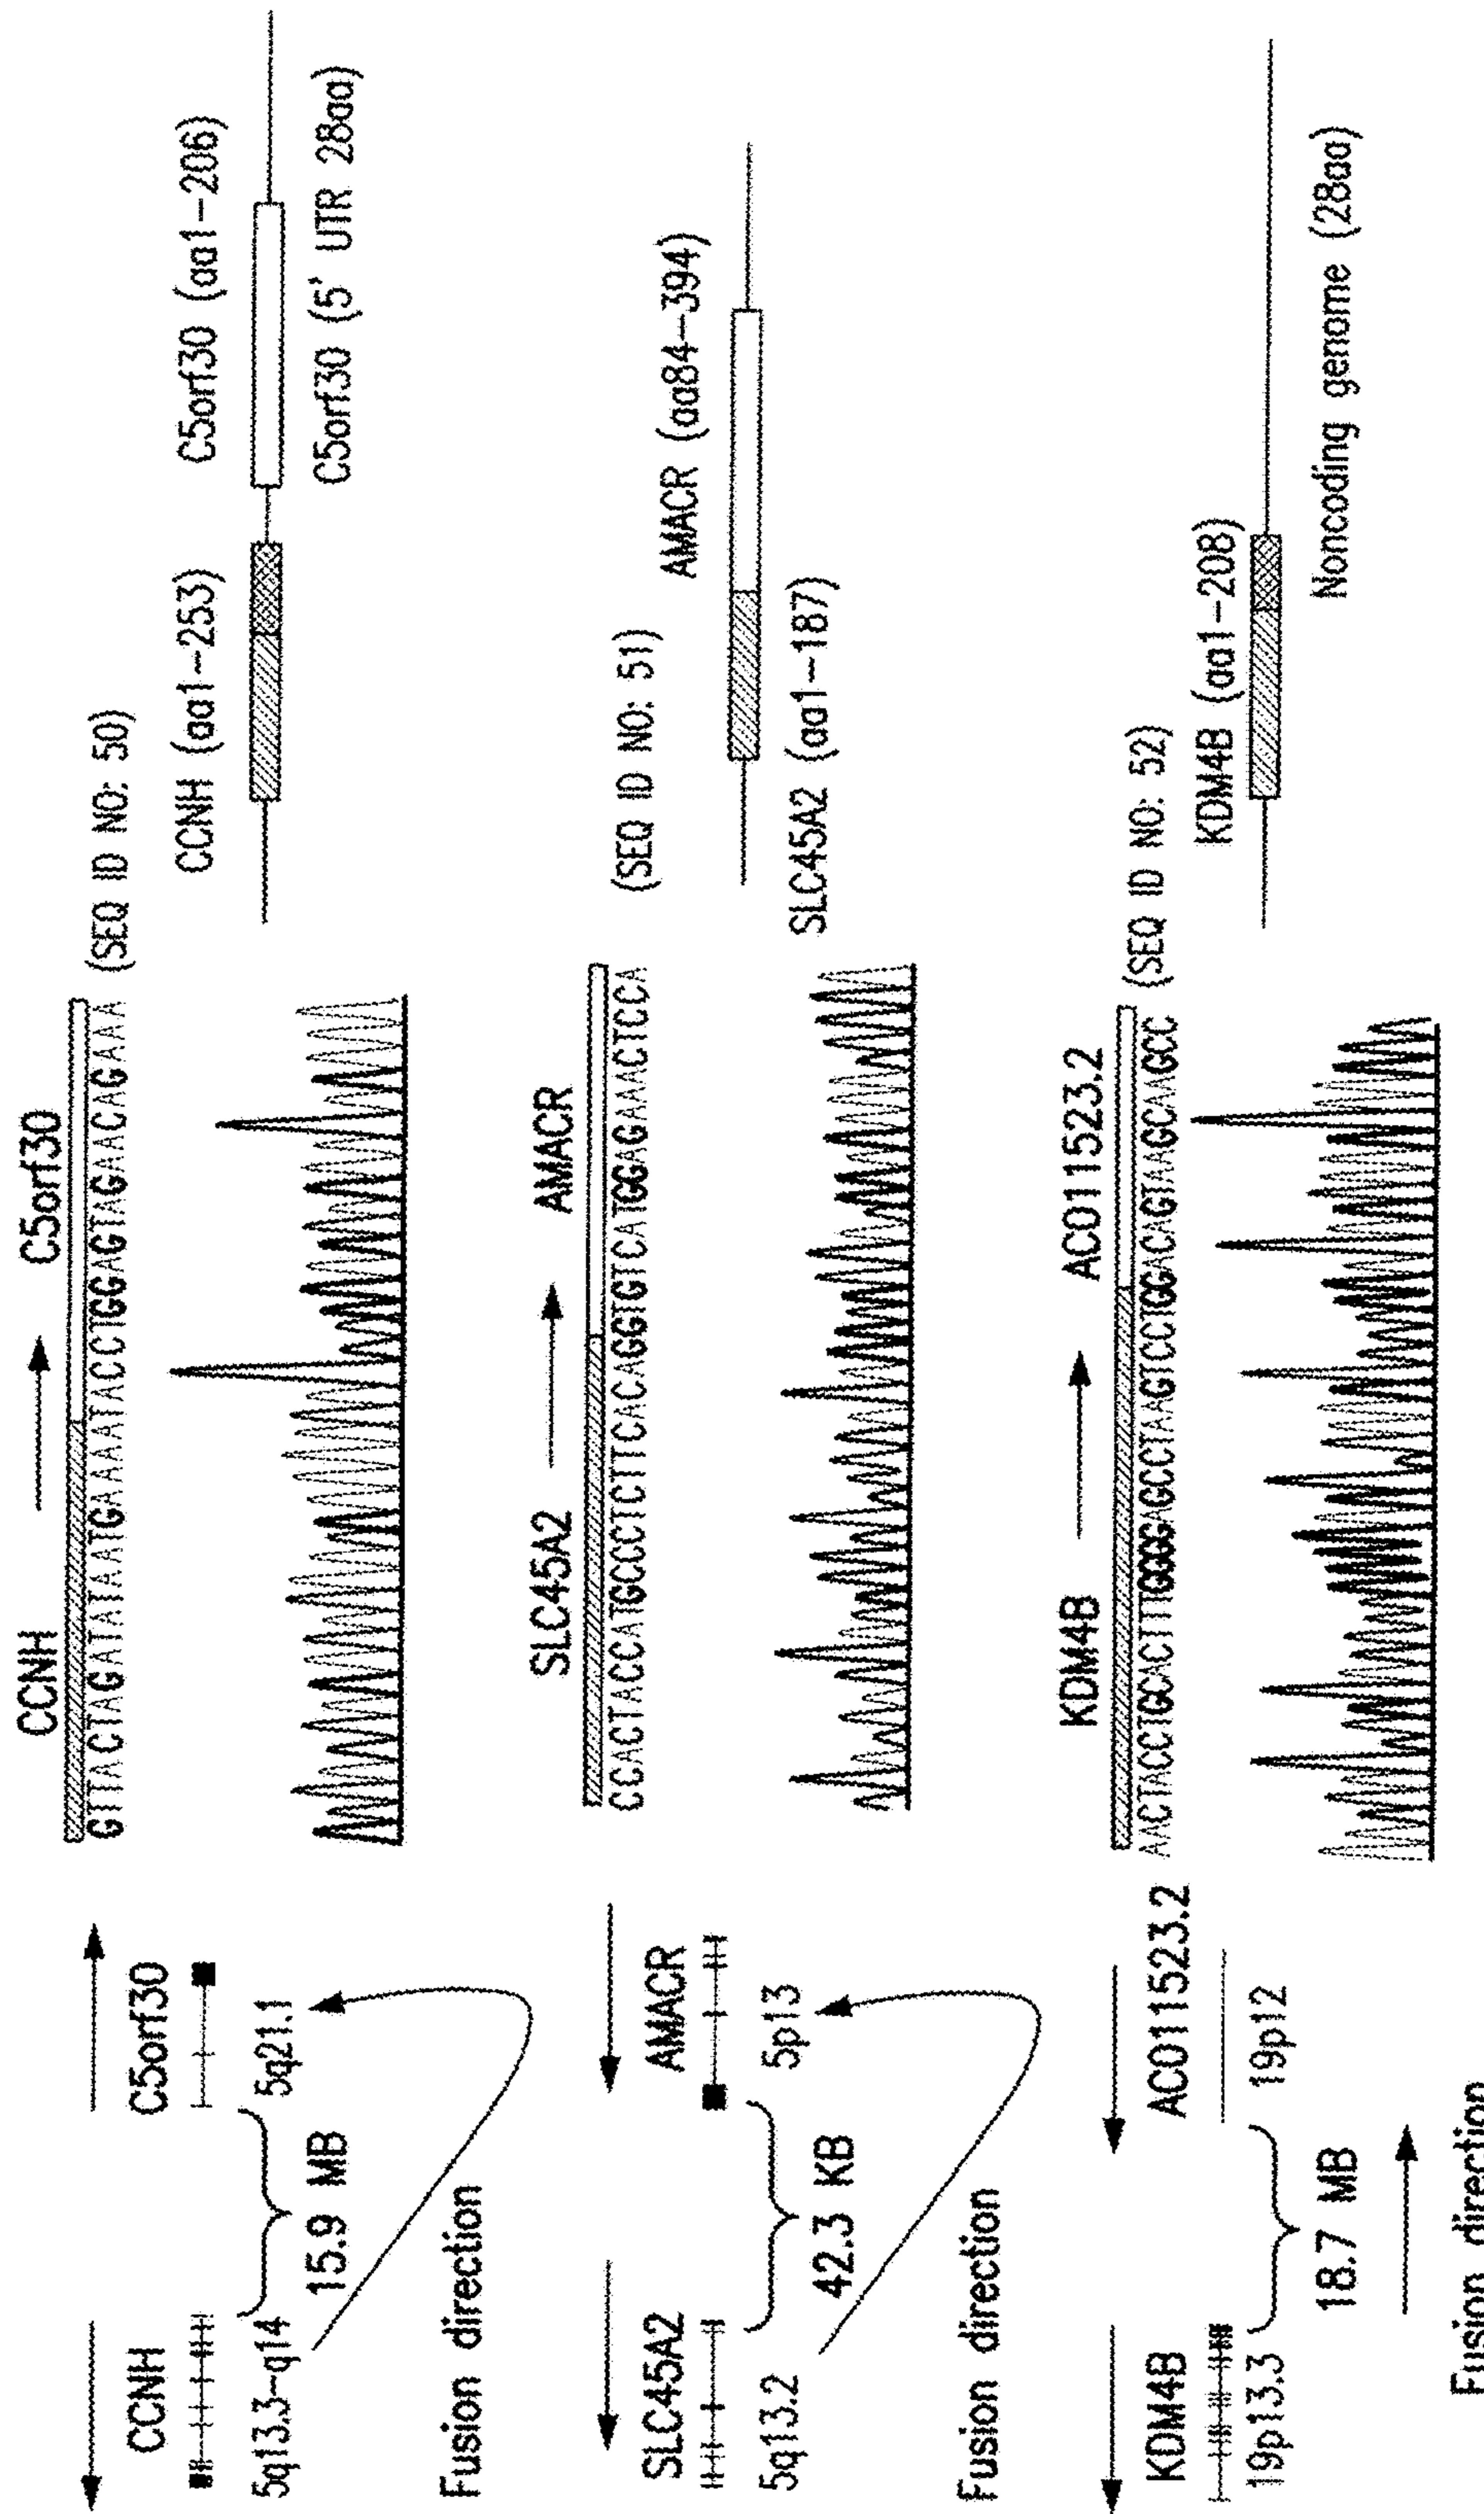 CCNH
C5orf30
5q13.3-q14
5q21.1
15.9 MB
Fusion direction
CCNH → C5orf30
GTTACTAGATATAATGAAAATACCTGGAGTAGAACAGAAA (SEQ ID NO: 50)
CCNH (aa1-253)
C5orf30 (aa1-206)
C5orf30 (5' UTR 28aa)
SLC45A2
AMACR
5q13.2
5p13
42.3 KB
Fusion direction
SLC45A2 → AMACR
(SEQ ID NO: 51)
CCACTACCATGCCCTCTTCACAGGTGTCATGGAGAACTCCA
AMACR (aa84-394)
SLC45A2 (aa1-187)
KDM4B
AC011523.2
19p13.3
19p12
18.7 MB
Fusion direction
KDM4B → AC011523.2
AACTACCTGCACTTTGGGGAGCCTAAGTCCTGGACAGTAAGCAAGCC (SEQ ID NO: 52)
KDM4B (aa1-208)
Noncoding genome (28aa)